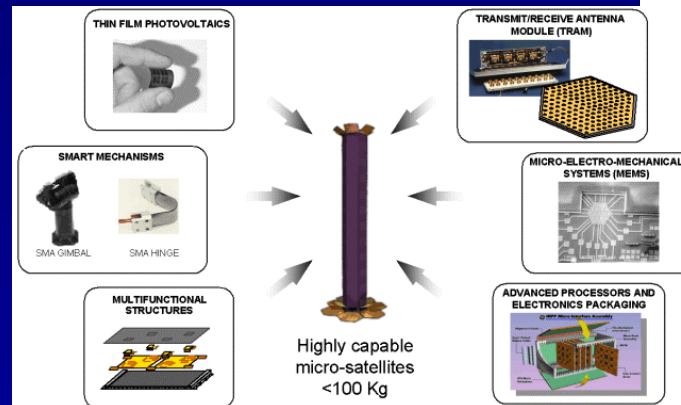 THIN FILM PHOTOVOLTAICS
TRANSMIT/RECEIVE ANTENNA
MODULE (TRAM)
SMART MECHANISMS
SMA GIMBAL
SMA HINGE
MICRO-ELECTRO-MECHANICAL
SYSTEMS (MEMS)
MULTIFUNCTIONAL
STRUCTURES
ADVANCED PROCESSORS AND
ELECTRONICS PACKAGING
Highly capable
micro-satellites
<100 Kg